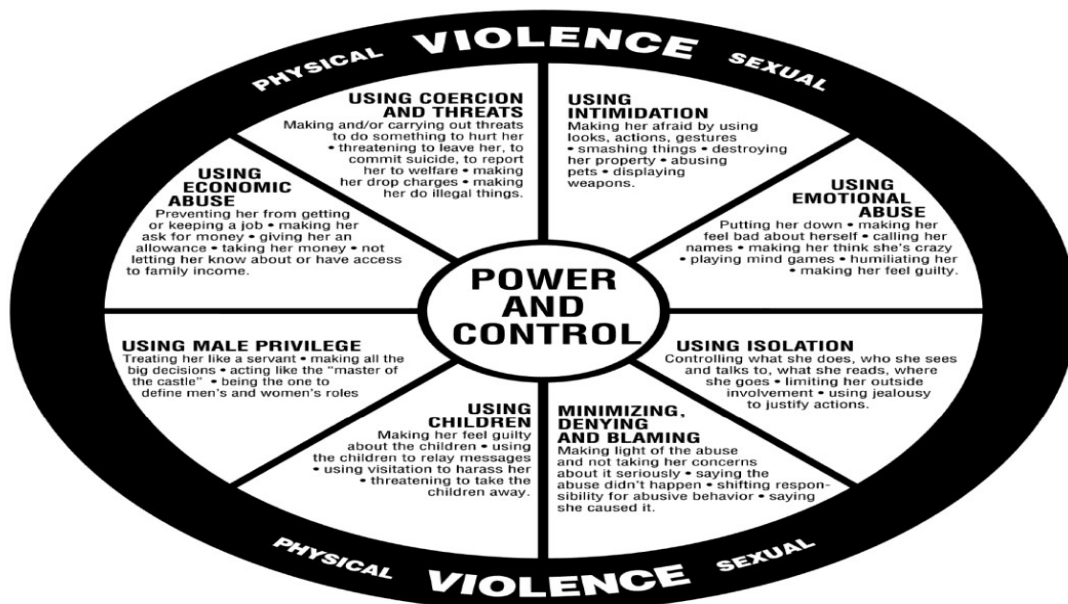 PHYSICAL VIOLENCE SEXUAL
USING COERCION
AND THREATS
Making and/or carrying out threats
to do something to hurt her
• threatening to leave her, to
commit suicide, to report
her to welfare • making
her drop charges • making
her do illegal things.
USING
INTIMIDATION
Making her afraid by using
looks, actions, gestures
• smashing things • destroying
her property • abusing
pets • displaying
weapons.
USING
ECONOMIC
ABUSE
Preventing her from getting
or keeping a job • making her
ask for money • giving her an
allowance • taking her money • not
letting her know about or have access
to family income.
USING
EMOTIONAL
ABUSE
Putting her down • making her
feel bad about herself • calling her
names • making her think she's crazy
• playing mind games • humiliating her
• making her feel guilty.
POWER
AND
CONTROL
USING MALE PRIVILEGE
Treating her like a servant • making all the
big decisions • acting like the “master of
the castle” • being the one to
define men's and women's roles
USING ISOLATION
Controlling what she does, who she sees
and talks to, what she reads, where
she goes • limiting her outside
involvement • using jealousy
to justify actions.
USING
CHILDREN
Making her feel guilty
about the children • using
the children to relay messages
• using visitation to harass her
• threatening to take the
children away.
MINIMIZING,
DENYING
AND BLAMING
Making light of the abuse
and not taking her concerns
about it seriously • saying the
abuse didn't happen • shifting respon-
sibility for abusive behavior • saying
she caused it.
PHYSICAL VIOLENCE SEXUAL